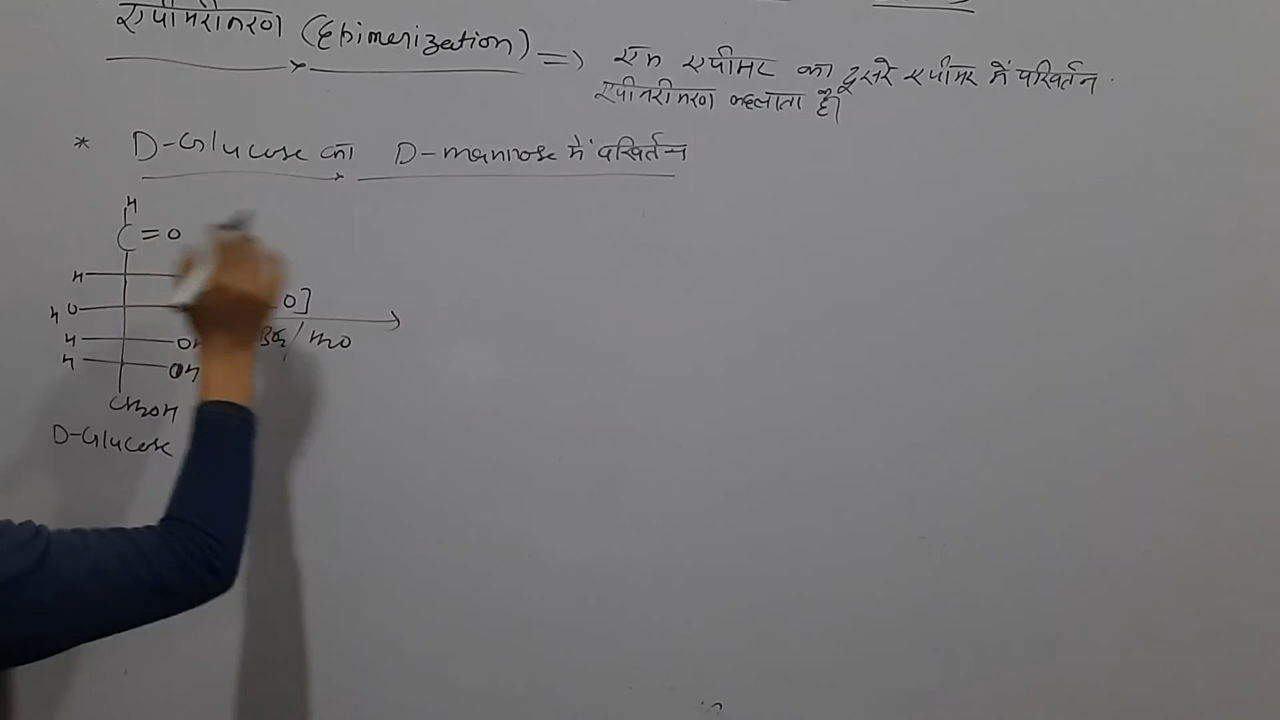 एपीमरीकरण (Epimerization) => एक एपीमर का दूसरे एपीमर में परिवर्तन
एपीमरीकरण कहलाता है।
* D-Glucose का D-mannose में परिवर्तन
H
C=O
H
HO
H OH
H OH
CH2OH
D-Glucose
O]
Br2/H2O